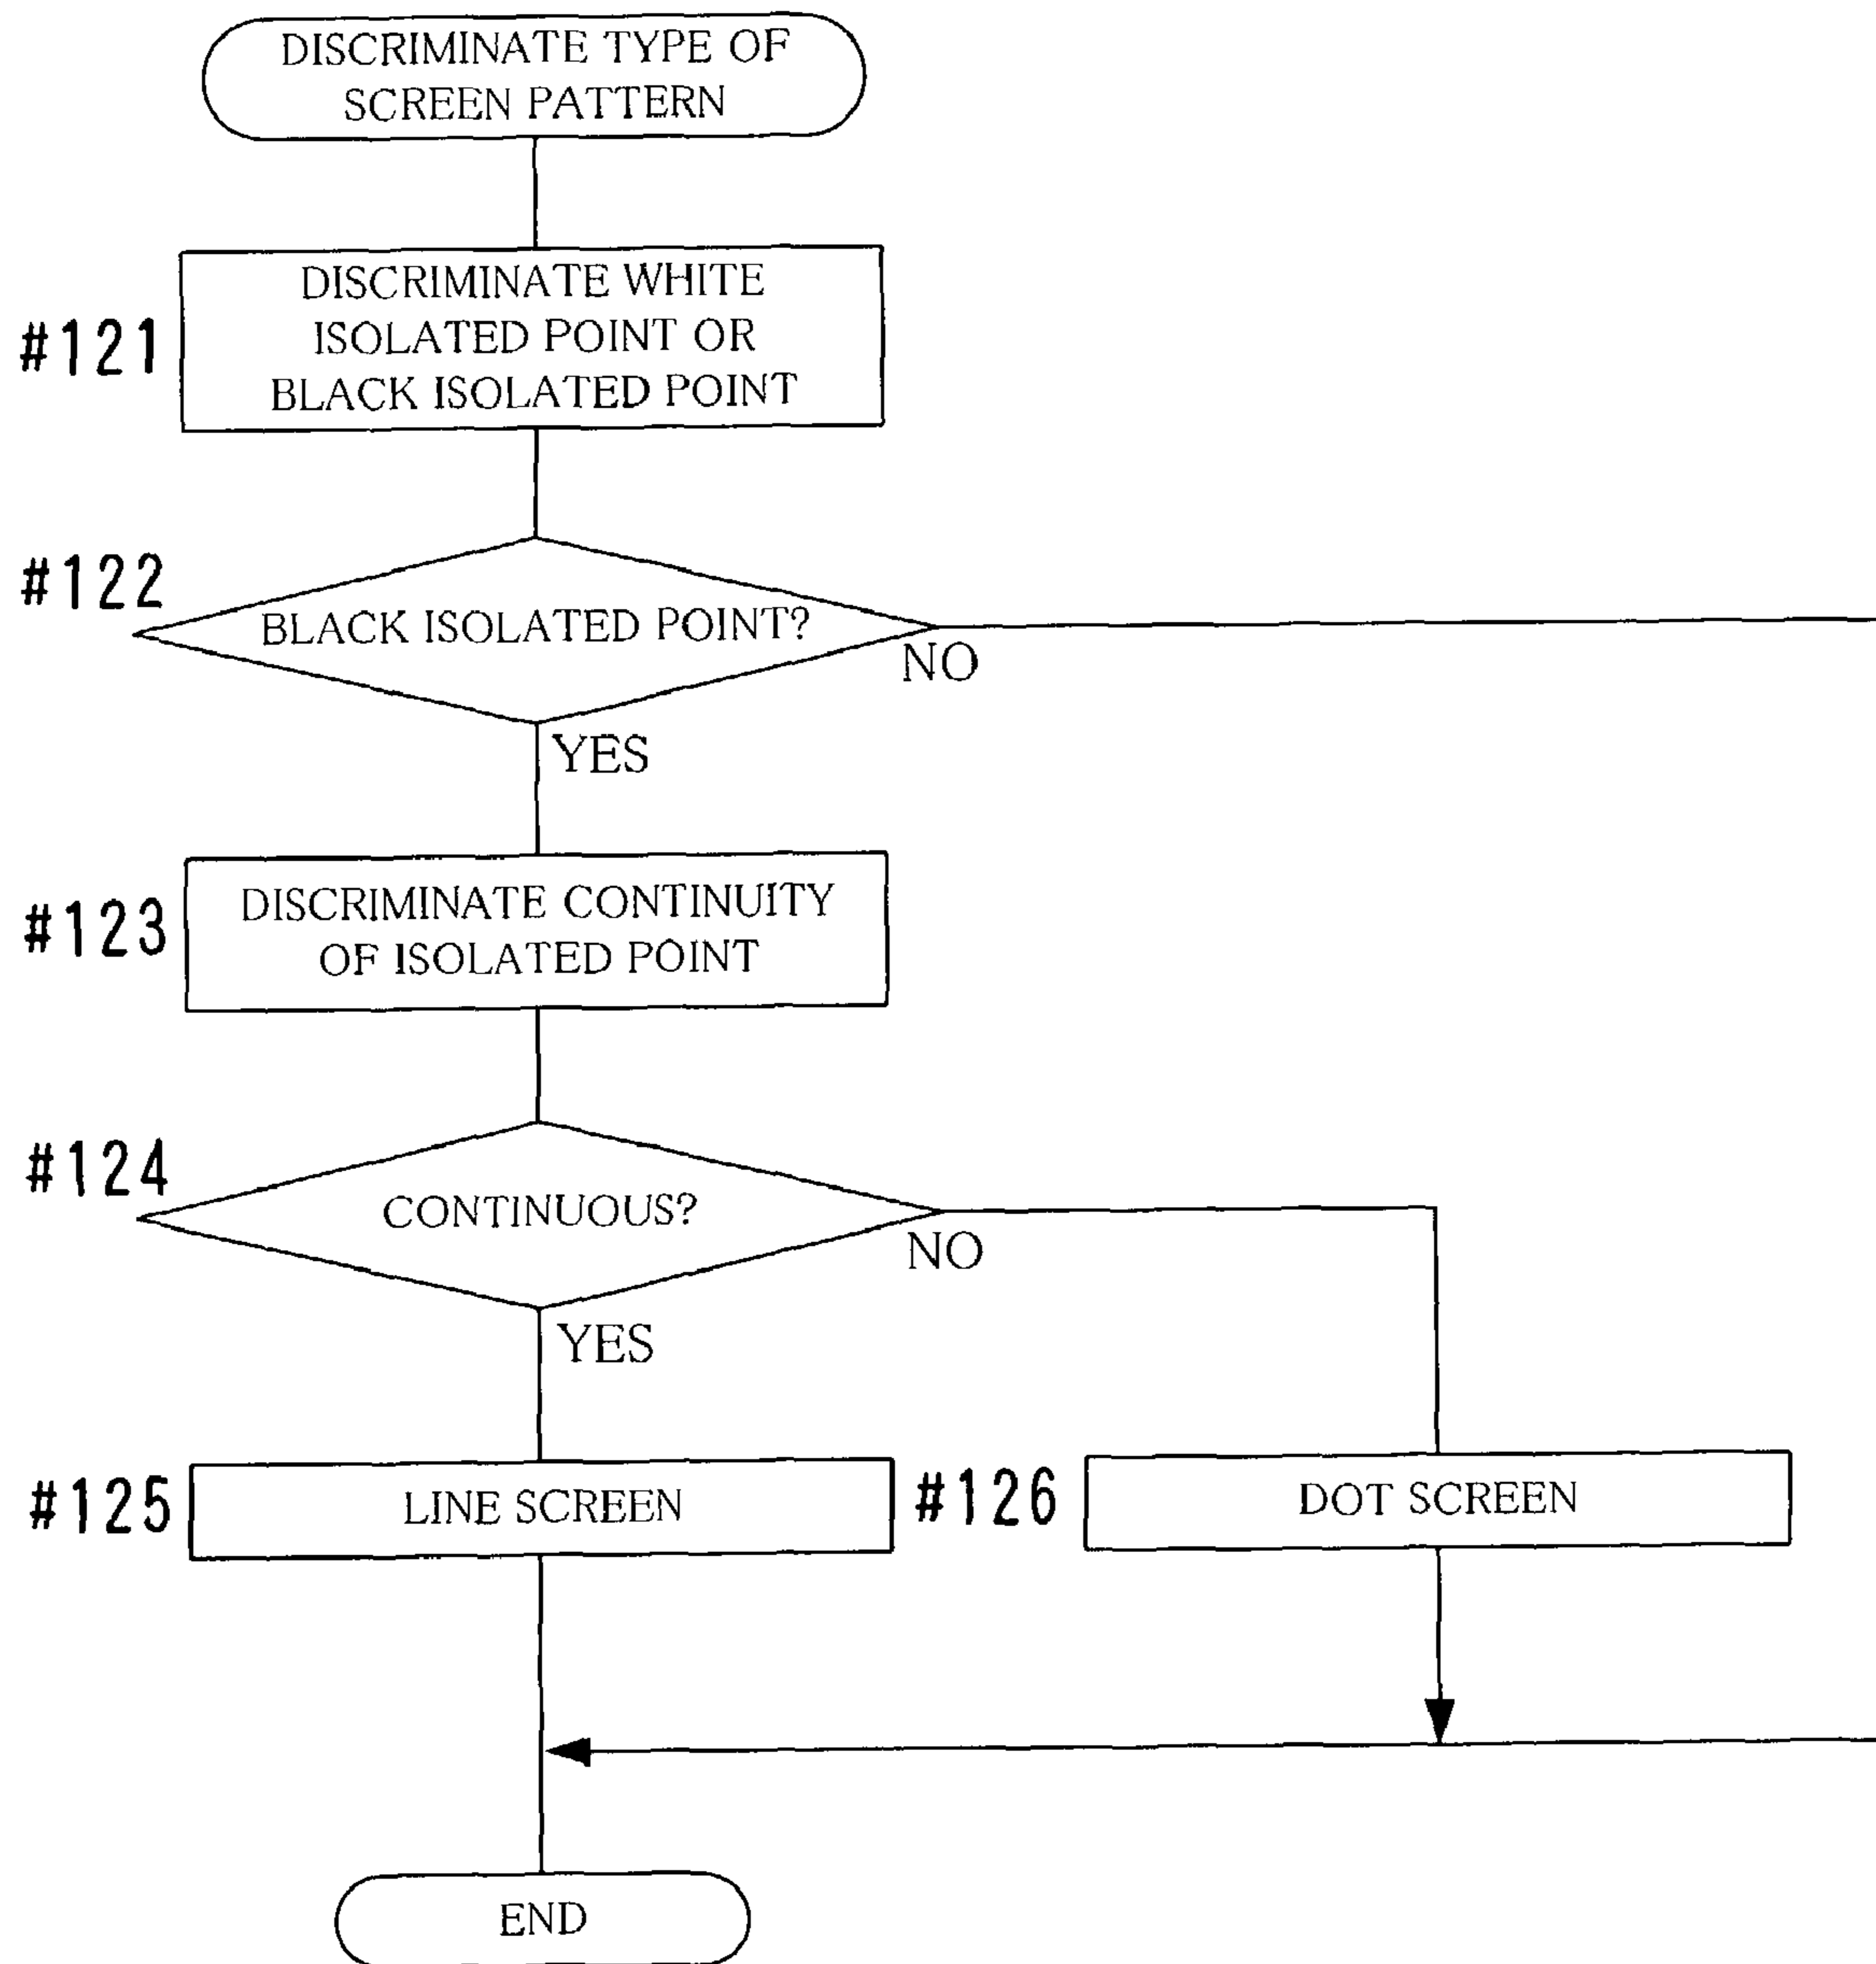 DISCRIMINATE TYPE OF
SCREEN PATTERN
#121
DISCRIMINATE WHITE
ISOLATED POINT OR
BLACK ISOLATED POINT
#122
BLACK ISOLATED POINT?
NO
YES
#123
DISCRIMINATE CONTINUITY
OF ISOLATED POINT
#124
CONTINUOUS?
NO
YES
#125
LINE SCREEN
#126
DOT SCREEN
END